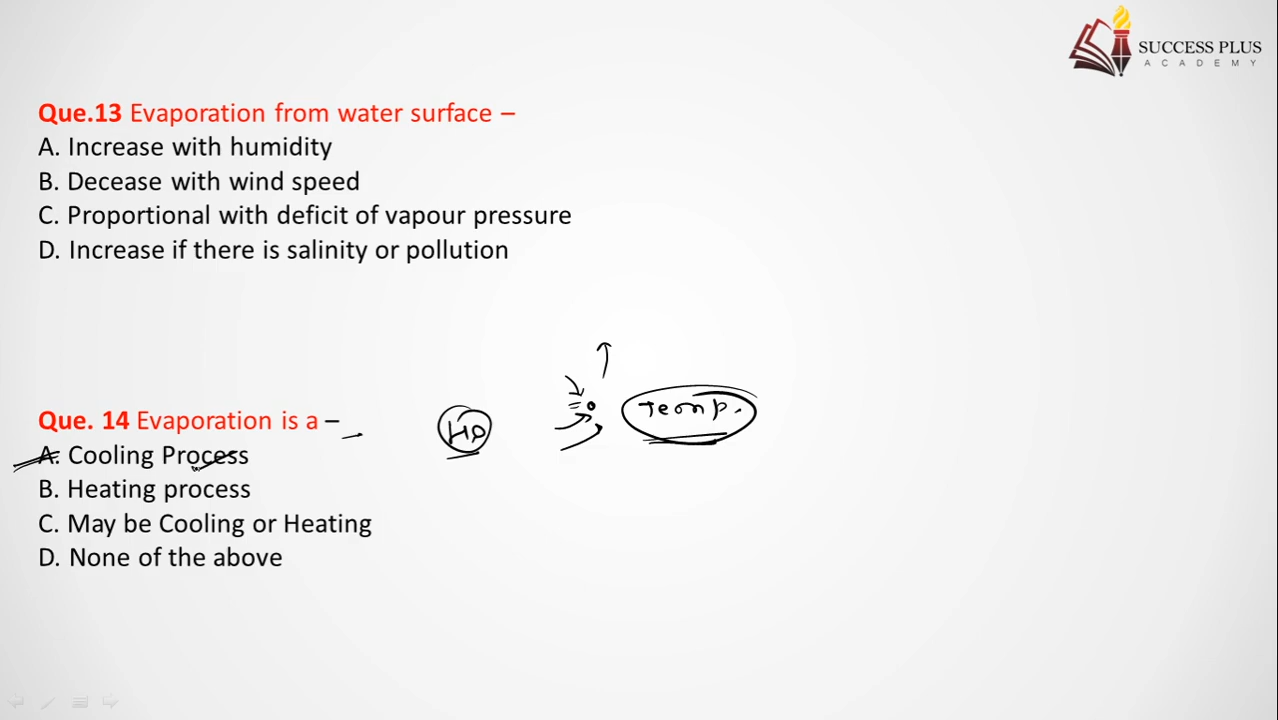 SUCCESS PLUS
ACADEMY
Que.13 Evaporation from water surface –
A. Increase with humidity
B. Decease with wind speed
C. Proportional with deficit of vapour pressure
D. Increase if there is salinity or pollution
Que. 14 Evaporation is a –
Temp.
A. Cooling Process
B. Heating process
C. May be Cooling or Heating
D. None of the above